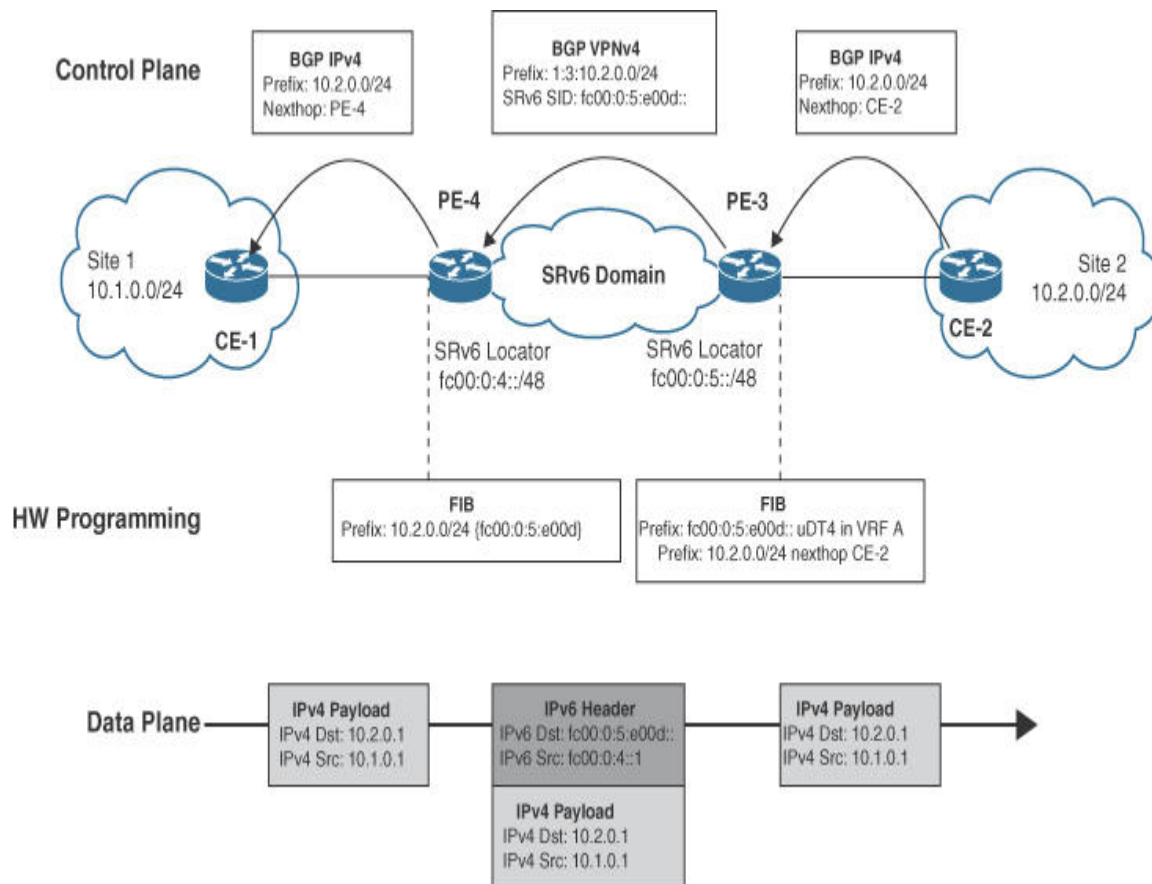 Control Plane
BGP IPv4
Prefix: 10.2.0.0/24
Nexthop: PE-4
BGP VPNv4
Prefix: 1:3:10.2.0.0/24
SRv6 SID: fc00:0:5:e00d::
BGP IPv4
Prefix: 10.2.0.0/24
Nexthop: CE-2
PE-4
PE-3
Site 1
10.1.0.0/24
CE-1
SRv6 Domain
Site 2
10.2.0.0/24
CE-2
SRv6 Locator
fc00:0:4::/48
SRv6 Locator
fc00:0:5::/48
HW Programming
FIB
Prefix: 10.2.0.0/24 {fc00:0:5:e00d}
FIB
Prefix: fc00:0:5:e00d:: uDT4 in VRF A
Prefix: 10.2.0.0/24 nexthop CE-2
Data Plane
IPv4 Payload
IPv4 Dst: 10.2.0.1
IPv4 Src: 10.1.0.1
IPv6 Header
IPv6 Dst: fc00:0:5:e00d::
IPv6 Src: fc00:0:4::1
IPv4 Payload
IPv4 Dst: 10.2.0.1
IPv4 Src: 10.1.0.1
IPv4 Payload
IPv4 Dst: 10.2.0.1
IPv4 Src: 10.1.0.1